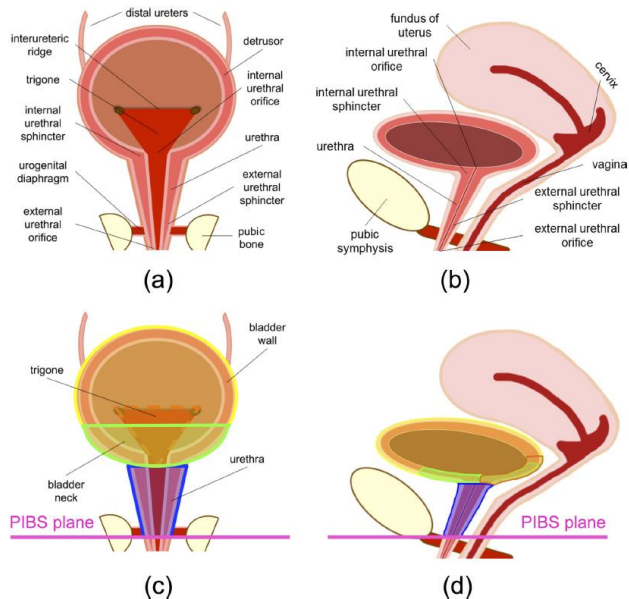 distal ureters
interureteric
ridge
detrusor
trigone
internal
urethral
orifice
internal
urethral
sphincter
urethra
urogenital
diaphragm
external
urethral
sphincter
external
urethral
orifice
pubic
bone
(a)
fundus of
uterus
internal urethral
orifice
cervix
internal urethral
sphincter
urethra
vagina
external urethral
sphincter
pubic
symphysis
external urethral
orifice
(b)
bladder
wall
trigone
urethra
bladder
neck
PIBS plane
(c)
PIBS plane
(d)